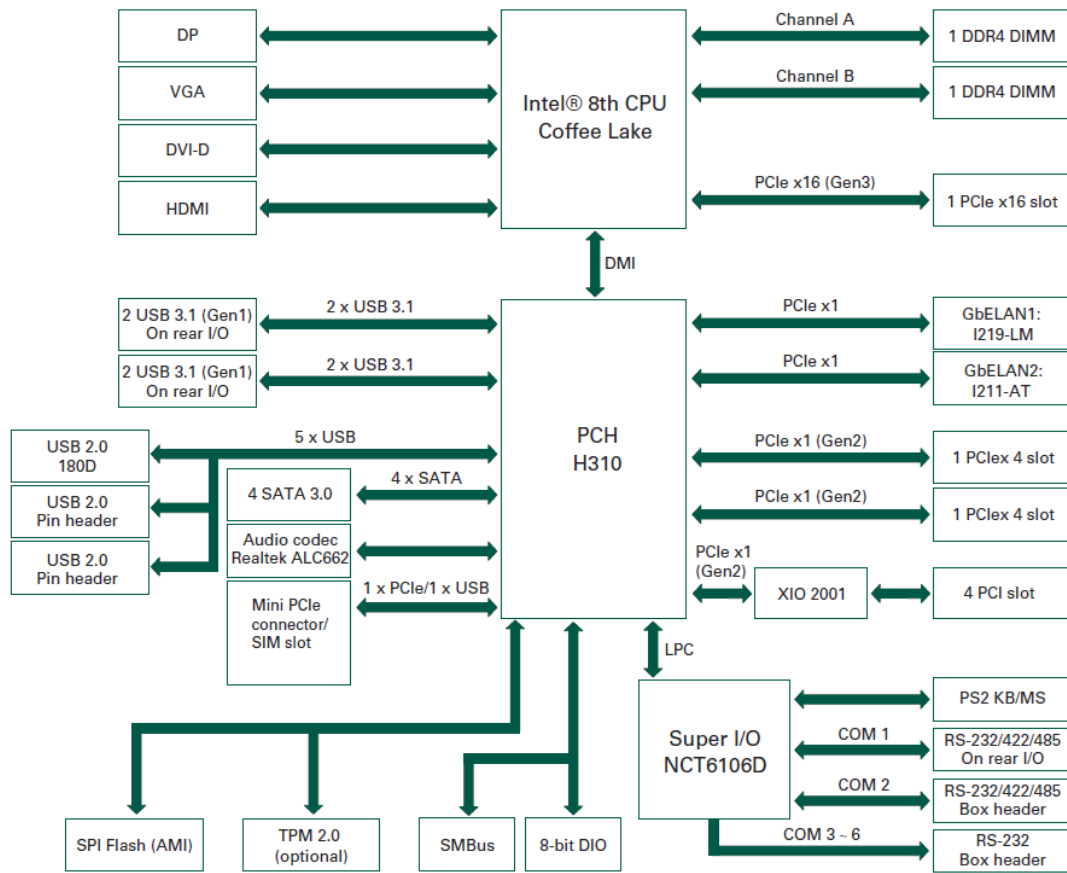 DP
Channel A
1 DDR4 DIMM
VGA
Intel® 8th CPU
Coffee Lake
Channel B
1 DDR4 DIMM
DVI-D
HDMI
PCIe x16 (Gen3)
1 PCIe x16 slot
DMI
2 USB 3.1 (Gen1)
On rear I/O
2 x USB 3.1
PCIe x1
GbELAN1:
I219-LM
2 USB 3.1 (Gen1)
On rear I/O
2 x USB 3.1
PCIe x1
GbELAN2:
I211-AT
PCH
H310
USB 2.0
180D
5 x USB
PCIe x1 (Gen2)
1 PCIex 4 slot
4 SATA 3.0
4 x SATA
USB 2.0
Pin header
PCIe x1 (Gen2)
1 PCIex 4 slot
Audio codec
Realtek ALC662
USB 2.0
Pin header
PCIe x1
(Gen2)
XIO 2001
4 PCI slot
Mini PCIe
connector/
SIM slot
1 x PCIe/1 x USB
LPC
Super I/O
NCT6106D
PS2 KB/MS
COM 1
RS-232/422/485
On rear I/O
COM 2
RS-232/422/485
Box header
COM 3 ~ 6
RS-232
Box header
SPI Flash (AMI)
TPM 2.0
(optional)
SMBus
8-bit DIO